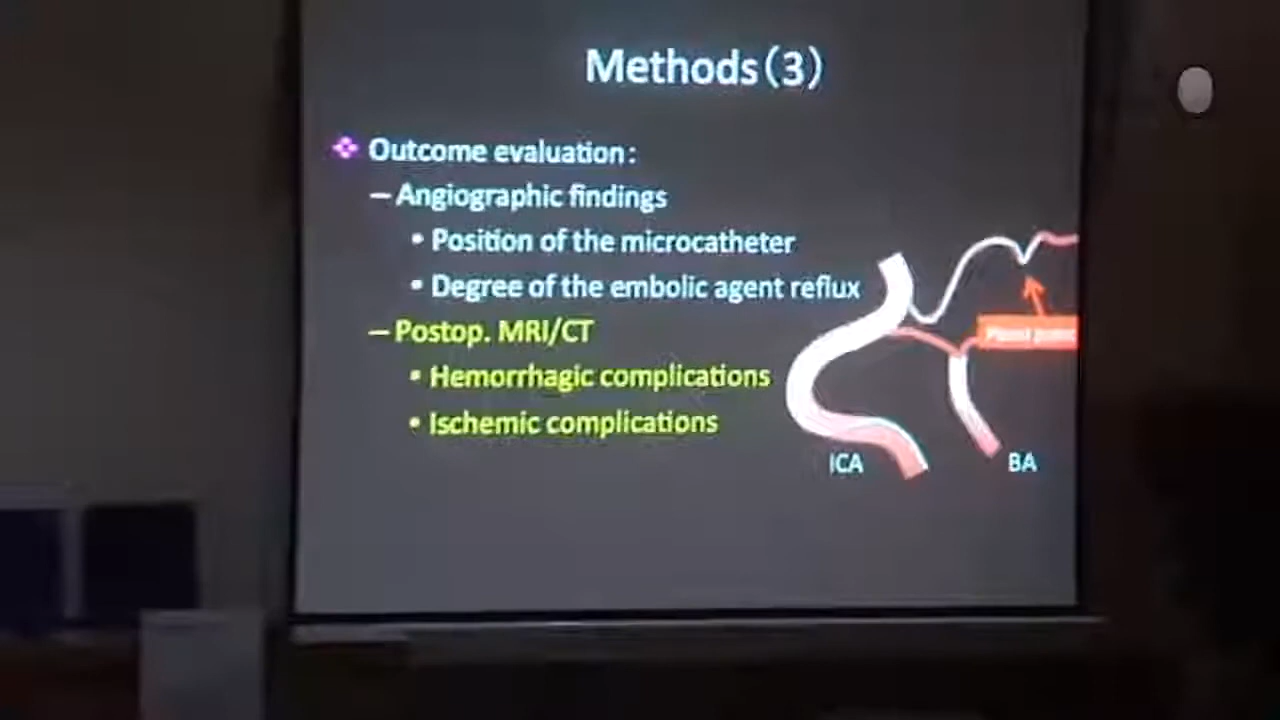 Methods(3)
❖ Outcome evaluation:
– Angiographic findings
• Position of the microcatheter
• Degree of the embolic agent reflux
– Postop. MRI/CT
• Hemorrhagic complications
• Ischemic complications
ICA
BA